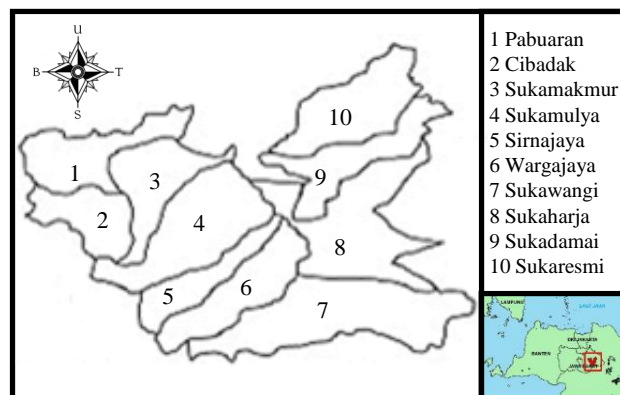 U
B T
S
1
2
3
4
5
6
7
8
9
10
1 Pabuaran
2 Cibadak
3 Sukamakmur
4 Sukamulya
5 Sirnajaya
6 Wargajaya
7 Sukawangi
8 Sukaharja
9 Sukadamai
10 Sukaresmi
LAMPUNG
BANTEN